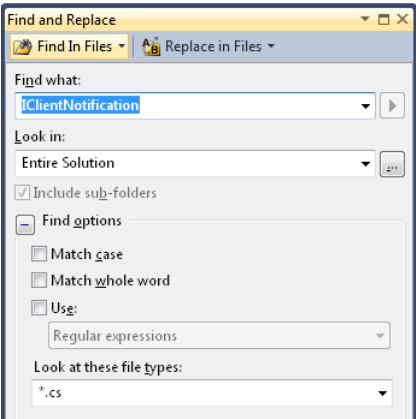 Find and Replace
Find In Files Replace in Files
Find what:
IClientNotification
Look in:
Entire Solution
...
Include sub-folders
Find options
Match case
Match whole word
Use:
Regular expressions
Look at these file types:
*.cs